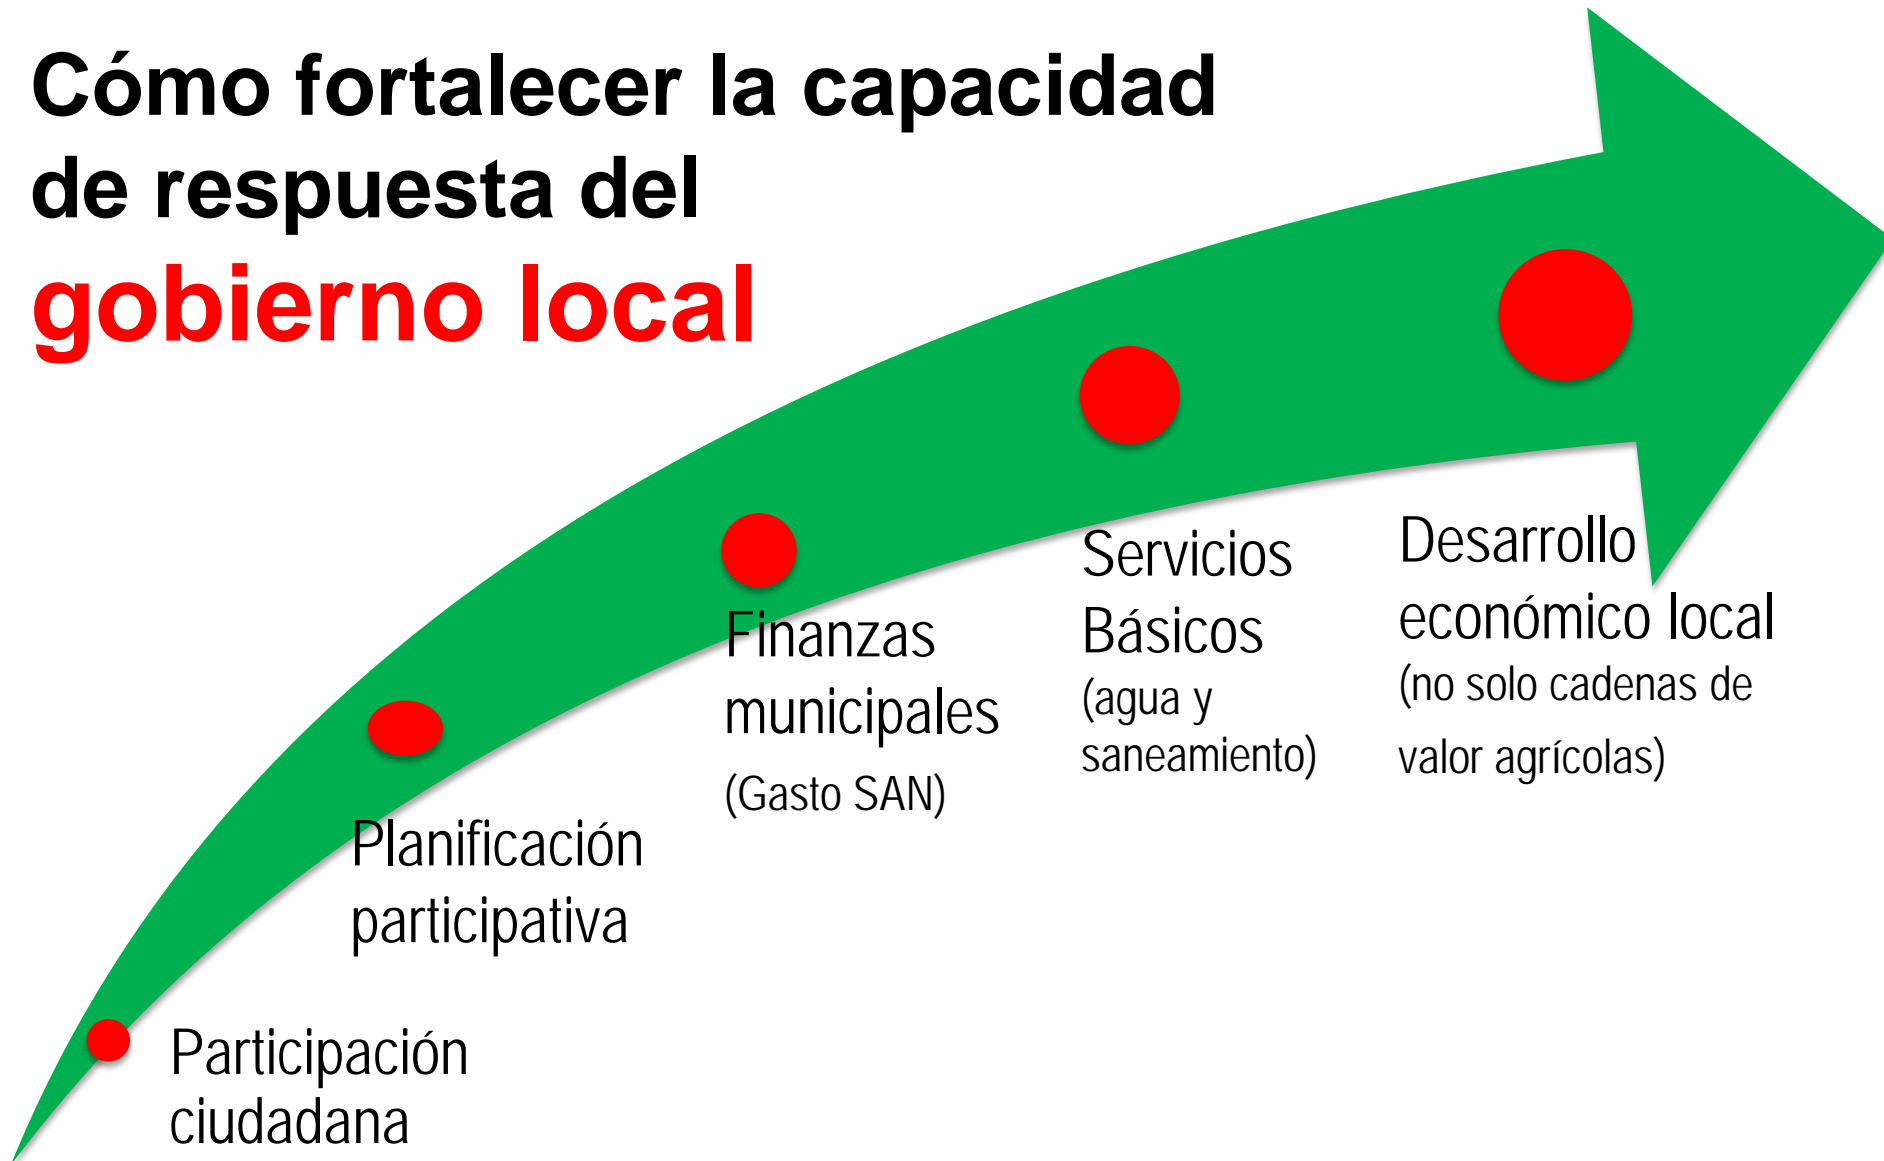 Cómo fortalecer la capacidad
de respuesta del
gobierno local
Participación
ciudadana
Planificación
participativa
Finanzas
municipales
(Gasto SAN)
Servicios
Básicos
(agua y
saneamiento)
Desarrollo
económico local
(no solo cadenas de
valor agrícolas)